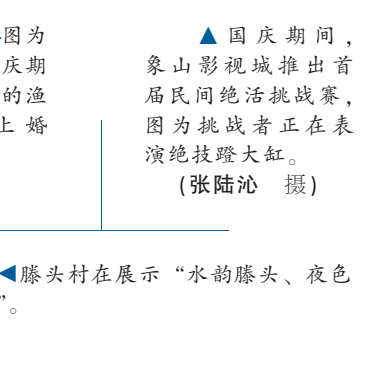 图为
庆期
的渔
上婚
▲国庆期间，
象山影视城推出首
届民间绝活挑战赛，
图为挑战者正在表
演绝技蹬大缸。
（张陆沁　摄）
◀滕头村在展示“水韵滕头、夜色
”。